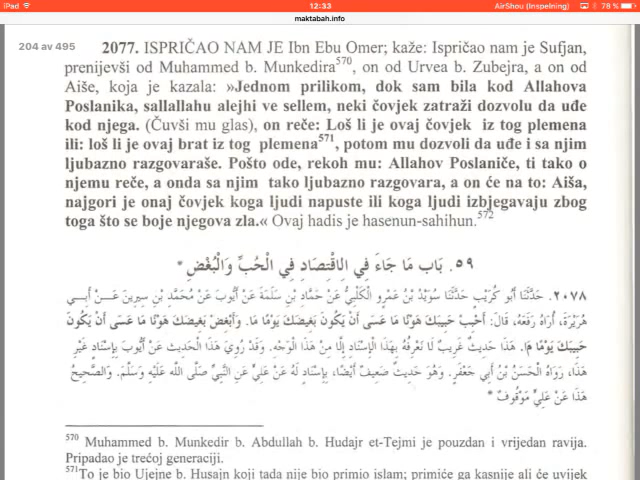 iPad
12:33
AirShou (Inspelning)
78 %
maktabah.info
204 av 495
2077. ISPRIČAO NAM JE Ibn Ebu Omer; kaže: Ispričao nam je Sufjan,
prenijevši od Muhammed b. Munkedira570, on od Urvea b. Zubejra, a on od
Aiše, koja je kazala: »Jednom prilikom, dok sam bila kod Allahova
Poslanika, sallallahu alejhi ve sellem, neki čovjek zatraži dozvolu da uđe
kod njega. (Čuvši mu glas), on reče: Loš li je ovaj čovjek iz tog plemena
ili: loš li je ovaj brat iz tog plemena571, potom mu dozvoli da uđe i sa njim
ljubazno razgovaraše. Pošto ode, rekoh mu: Allahov Poslaniče, ti tako o
njemu reče, a onda sa njim tako ljubazno razgovara, a on će na to: Aiša,
najgori je onaj čovjek koga ljudi napuste ili koga ljudi izbjegavaju zbog
toga što se boje njegova zla.« Ovaj hadis je hasenun-sahihun.572
٥٩. بَاب مَا جَاءَ فِي الِاقْتِصَادِ فِي الْحُبِّ وَالْبُغْضِ *
٢٠٧٨. حَدَّثَنَا أَبُو كُرَيْبٍ حَدَّثَنَا سُوَيْدُ بْنُ عَمْرٍو الْكَلْبِيُّ عَنْ حَمَّادِ بْنِ سَلَمَةَ عَنْ أَيُّوبَ عَنْ مُحَمَّدِ بْنِ سِيرِينَ عَـنْ أَبِـي
هُرَيْرَةَ، أُرَاهُ رَفَعَهُ، قَالَ: أَحْبِبْ حَبِيبَكَ هَوْنًا مَا عَسَى أَنْ يَكُونَ بَغِيضَكَ يَوْمًا مَا. وَأَبْغِضْ بَغِيضَكَ هَوْنًا مَا عَسَى أَنْ يَكُونَ
حَبِيبَكَ يَوْمًا مَ. هَذَا حَدِيثٌ غَرِيبٌ لَا نَعْرِفُهُ بِهَذَا الْإِسْنَادِ إِلَّا مِنْ هَذَا الْوَجْهِ. وَقَدْ رُوِيَ هَذَا الْحَدِيثُ عَنْ أَيُّوبَ بِإِسْنَادٍ غَيْرِ
هَذَا، رَوَاهُ الْحَسَنُ بْنُ أَبِي جَعْفَرٍ. وَهُوَ حَدِيثٌ ضَعِيفٌ أَيْضًا، بِإِسْنَادٍ لَهُ عَنْ عَلِيٍّ عَنِ النَّبِيِّ صَلَّى اللَّه عَلَيْهِ وَسَلَّمَ. وَالصَّحِيحُ
هَذَا عَنْ عَلِيٍّ مَوْقُوفٌ *
570 Muhammed b. Munkedir b. Abdullah b. Hudajr et-Tejmi je pouzdan i vrijedan ravija.
Pripadao je trećoj generaciji.
571To je bio Ujejne b. Husajn koji tada nije bio primio islam; primiće ga kasnije ali će uvijek